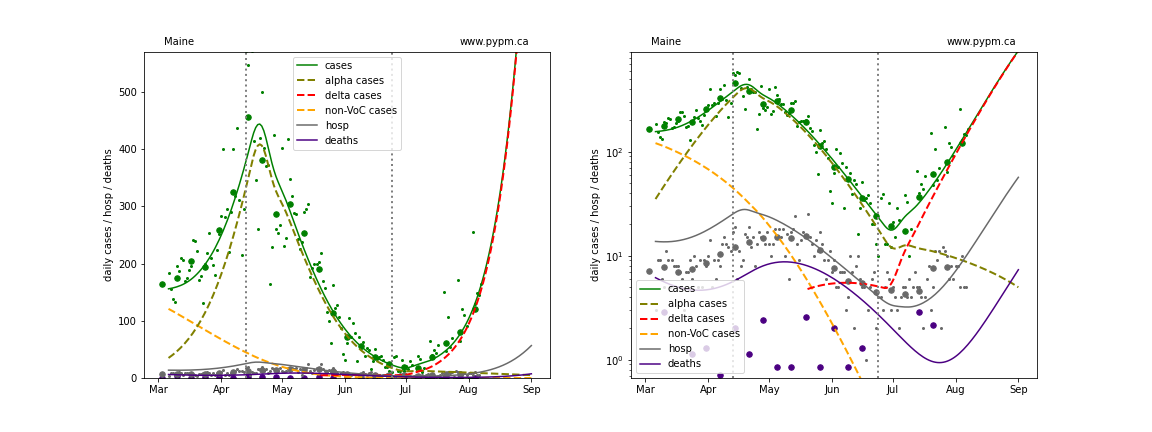 Maine www.pypm.ca
daily cases / hosp / deaths
500
400
300
200
100
0
cases
alpha cases
delta cases
non-VoC cases
hosp
deaths
Mar Apr May Jun Jul Aug Sep
Maine www.pypm.ca
daily cases / hosp / deaths
10²
10¹
10⁰
cases
alpha cases
delta cases
non-VoC cases
hosp
deaths
Mar Apr May Jun Jul Aug Sep